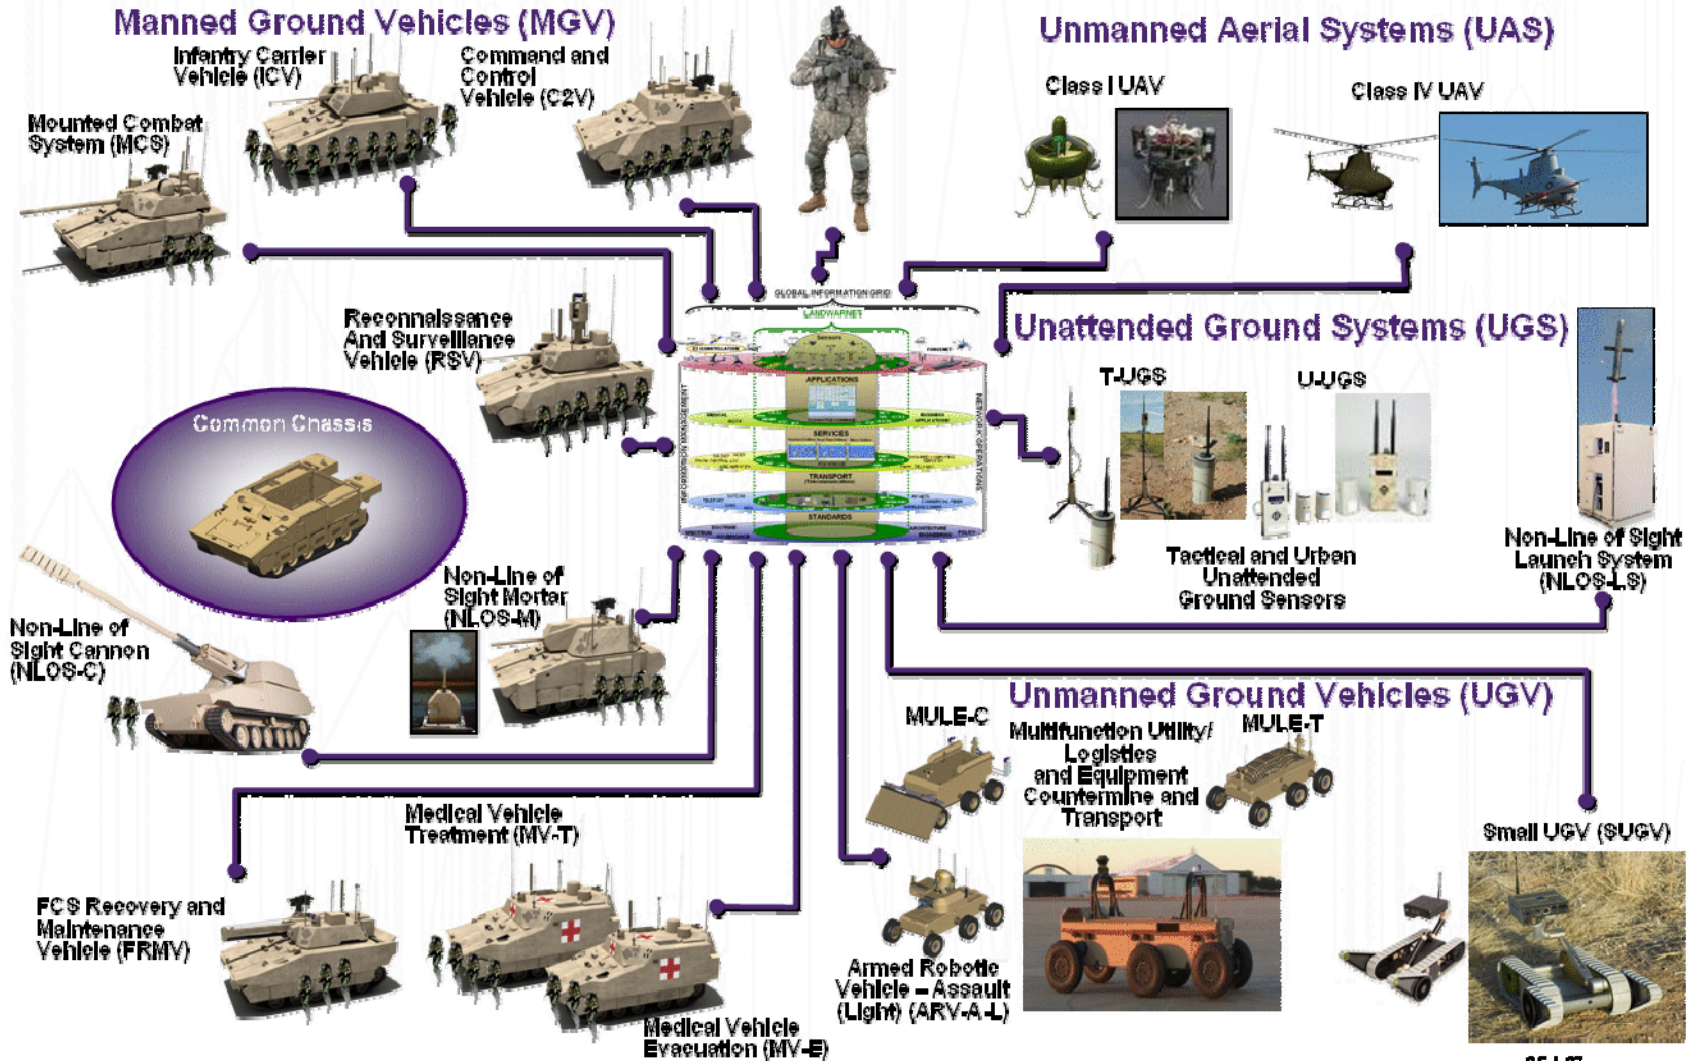 Manned Ground Vehicles (MGV)
Infantry Carrier
Vehicle (ICV)
Command and
Control
Vehicle (C2V)
Mounted Combat
System (MCS)
Unmanned Aerial Systems (UAS)
Class I UAV
Class IV UAV
Reconnaissance
And Surveillance
Vehicle (RSV)
Common Chassis
GLOBAL INFORMATION GRID
LANDWARNET
Sensors
APPLICATIONS
SERVICES
TRANSPORT
STANDARDS
INFORMATION MANAGEMENT
NETWORK OPERATIONS
Unattended Ground Systems (UGS)
T-UGS
U-UGS
Tactical and Urban
Unattended
Ground Sensors
Non-Line of Sight
Launch System
(NLOS-LS)
Non-Line of
Sight Cannon
(NLOS-C)
Non-Line of
Sight Mortar
(NLOS-M)
Unmanned Ground Vehicles (UGV)
MULE-C
Multifunction Utility/
Logistics
and Equipment
Countermine and
Transport
MULE-T
Small UGV (SUGV)
Armed Robotic
Vehicle – Assault
(Light) (ARV-A-L)
Medical Vehicle
Treatment (MV-T)
FCS Recovery and
Maintenance
Vehicle (FRMV)
Medical Vehicle
Evacuation (MV-E)